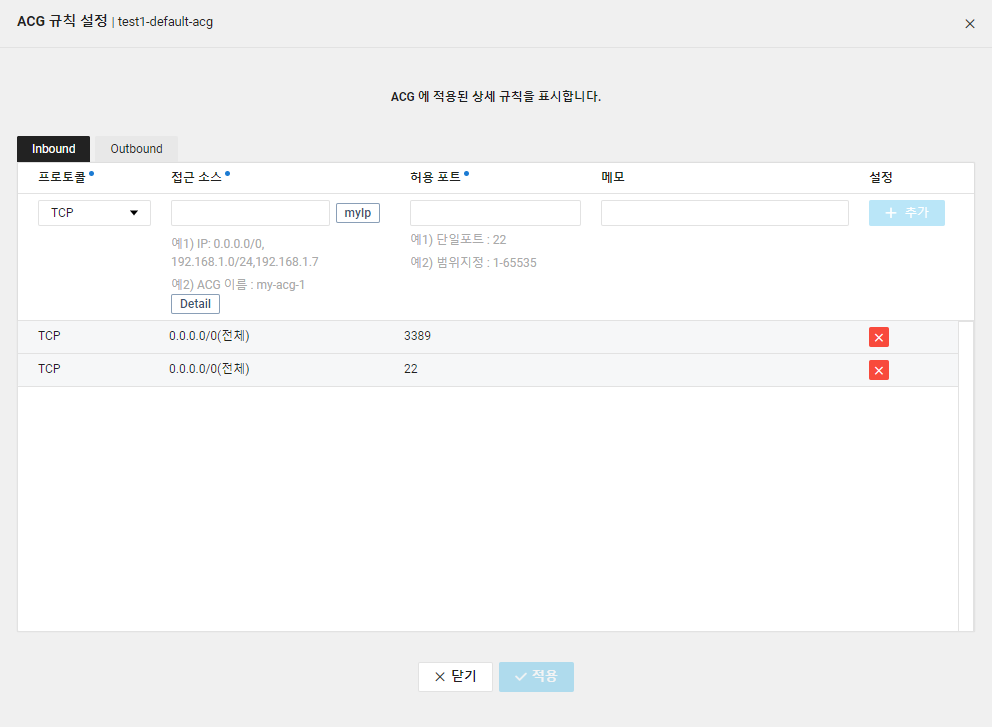 ACG 규칙 설정 | test1-default-acg
ACG 에 적용된 상세 규칙을 표시합니다.
Inbound Outbound
프로토콜 접근 소스 허용 포트 메모 설정
TCP myIp + 추가
예1) IP: 0.0.0.0/0,
192.168.1.0/24,192.168.1.7
예2) ACG 이름 : my-acg-1
Detail
예1) 단일포트 : 22
예2) 범위지정 : 1-65535
TCP 0.0.0.0/0(전체) 3389
TCP 0.0.0.0/0(전체) 22
닫기 적용